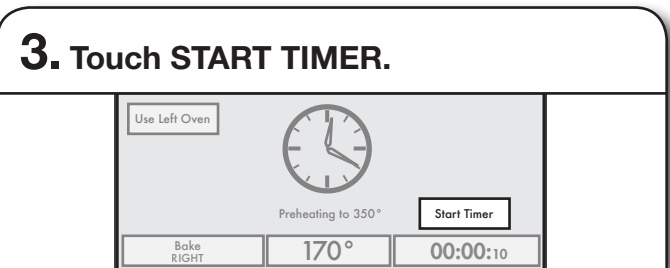 3. Touch START TIMER.
Use Left Oven
Preheating to 350°
Start Timer
Bake
RIGHT
170°
00:00:10